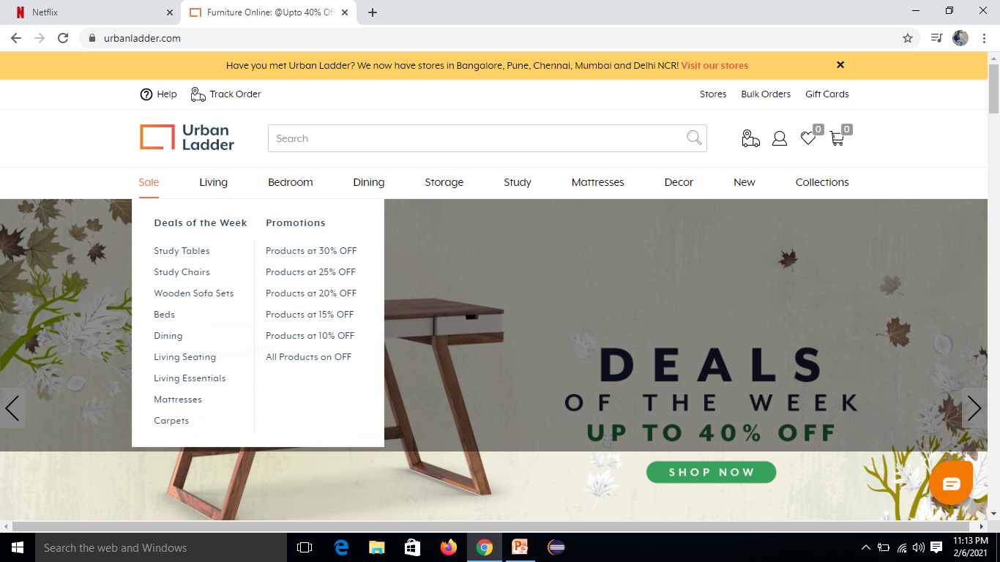 Netflix
Furniture Online: @Upto 40% Of
urbanladder.com
Have you met Urban Ladder? We now have stores in Bangalore, Pune, Chennai, Mumbai and Delhi NCR! Visit our stores
Help Track Order Stores Bulk Orders Gift Cards
Urban
Ladder
Search
0 0
Sale Living Bedroom Dining Storage Study Mattresses Decor New Collections
Deals of the Week Promotions
Study Tables Products at 30% OFF
Study Chairs Products at 25% OFF
Wooden Sofa Sets Products at 20% OFF
Beds Products at 15% OFF
Dining Products at 10% OFF
Living Seating All Products on OFF
Living Essentials
Mattresses
Carpets
DEALS
OF THE WEEK
UP TO 40% OFF
SHOP NOW
Search the web and Windows
11:13 PM
2/6/2021